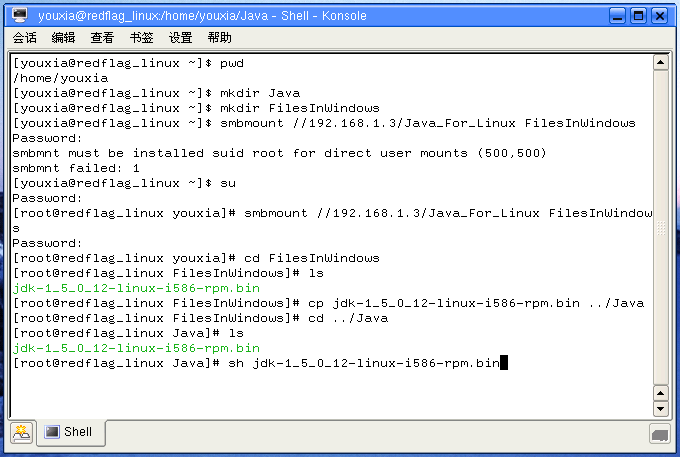 youxia@redflag_linux:/home/youxia/Java - Shell - Konsole
会话 编辑 查看 书签 设置 帮助
[youxia@redflag_linux ~]$ pwd
/home/youxia
[youxia@redflag_linux ~]$ mkdir Java
[youxia@redflag_linux ~]$ mkdir FilesInWindows
[youxia@redflag_linux ~]$ smbmount //192.168.1.3/Java_For_Linux FilesInWindows
Password:
smbmnt must be installed suid root for direct user mounts (500,500)
smbmnt failed: 1
[youxia@redflag_linux ~]$ su
Password:
[root@redflag_linux youxia]# smbmount //192.168.1.3/Java_For_Linux FilesInWindow
s
Password:
[root@redflag_linux youxia]# cd FilesInWindows
[root@redflag_linux FilesInWindows]# ls
jdk-1_5_0_12-linux-i586-rpm.bin
[root@redflag_linux FilesInWindows]# cp jdk-1_5_0_12-linux-i586-rpm.bin ../Java
[root@redflag_linux FilesInWindows]# cd ../Java
[root@redflag_linux Java]# ls
jdk-1_5_0_12-linux-i586-rpm.bin
[root@redflag_linux Java]# sh jdk-1_5_0_12-linux-i586-rpm.bin
Shell